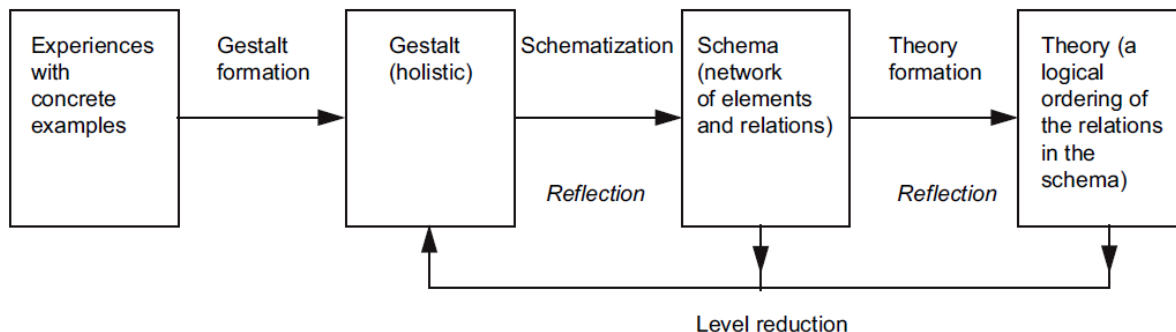 Experiences
with
concrete
examples
Gestalt
formation
Gestalt
(holistic)
Schematization
Reflection
Schema
(network
of elements
and relations)
Theory
formation
Reflection
Theory (a
logical
ordering of
the relations
in the
schema)
Level reduction